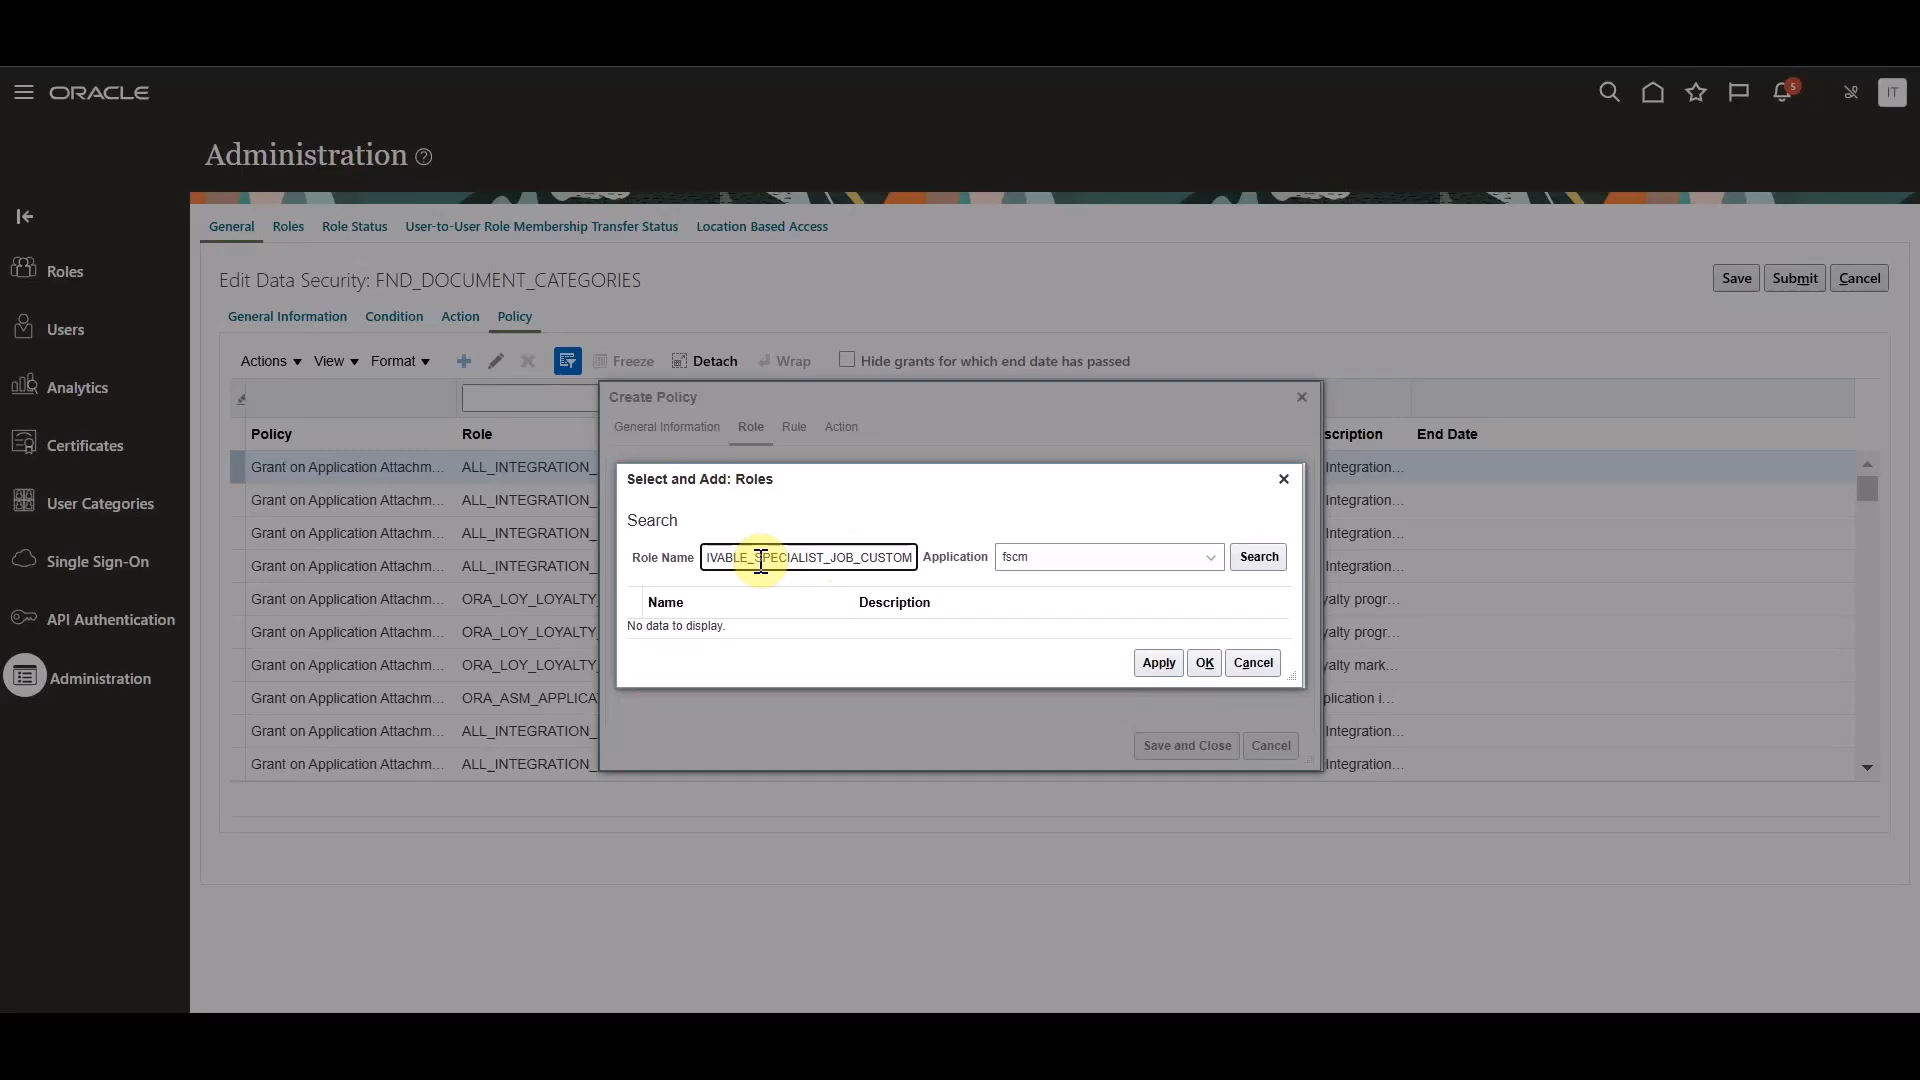 ORACLE
5
IT
Administration
General Roles Role Status User-to-User Role Membership Transfer Status Location Based Access
Roles
Users
Analytics
Certificates
User Categories
Single Sign-On
API Authentication
Administration
Edit Data Security: FND_DOCUMENT_CATEGORIES
Save Submit Cancel
General Information Condition Action Policy
Actions View Format Freeze Detach Wrap Hide grants for which end date has passed
Policy Role scription End Date
Grant on Application Attachm... ALL_INTEGRATION_ Integration...
Grant on Application Attachm... ALL_INTEGRATION_ Integration...
Grant on Application Attachm... ALL_INTEGRATION_ Integration...
Grant on Application Attachm... ALL_INTEGRATION_ Integration...
Grant on Application Attachm... ORA_LOY_LOYALTY_ yalty progr...
Grant on Application Attachm... ORA_LOY_LOYALTY_ yalty progr...
Grant on Application Attachm... ORA_LOY_LOYALTY_ yalty mark...
Grant on Application Attachm... ORA_ASM_APPLICA plication i...
Grant on Application Attachm... ALL_INTEGRATION_ Integration...
Grant on Application Attachm... ALL_INTEGRATION_ Integration...
Create Policy
General Information Role Rule Action
Select and Add: Roles
Search
Role Name IVABLE_SPECIALIST_JOB_CUSTOM Application fscm Search
Name Description
No data to display.
Apply OK Cancel
Save and Close Cancel